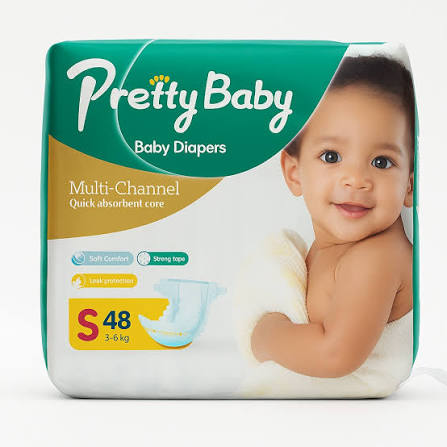 Pretty Baby
Baby Diapers
Multi-Channel
Quick absorbent core
Soft Comfort
Strong tape
Leak protection
S 48
3-6 kg